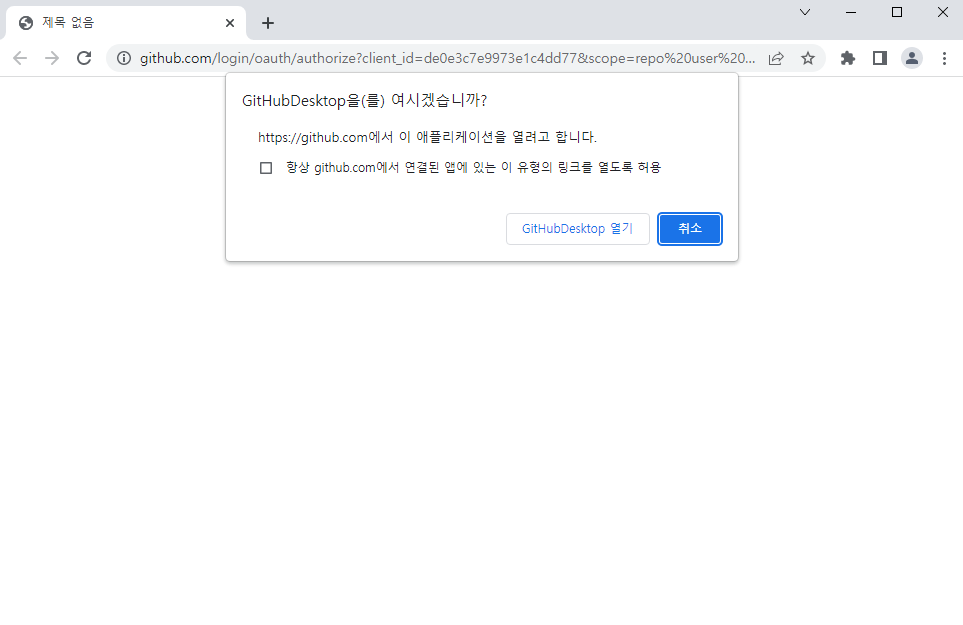 제목 없음
github.com/login/oauth/authorize?client_id=de0e3c7e9973e1c4dd77&scope=repo%20user%20...
GitHubDesktop을(를) 여시겠습니까?
https://github.com에서 이 애플리케이션을 열려고 합니다.
항상 github.com에서 연결된 앱에 있는 이 유형의 링크를 열도록 허용
GitHubDesktop 열기
취소